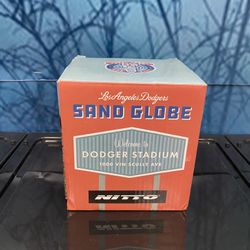 Los Angeles Dodgers
SAND GLOBE
Welcome to
DODGER STADIUM
1000 VIN SCULLY AVE
NITTO